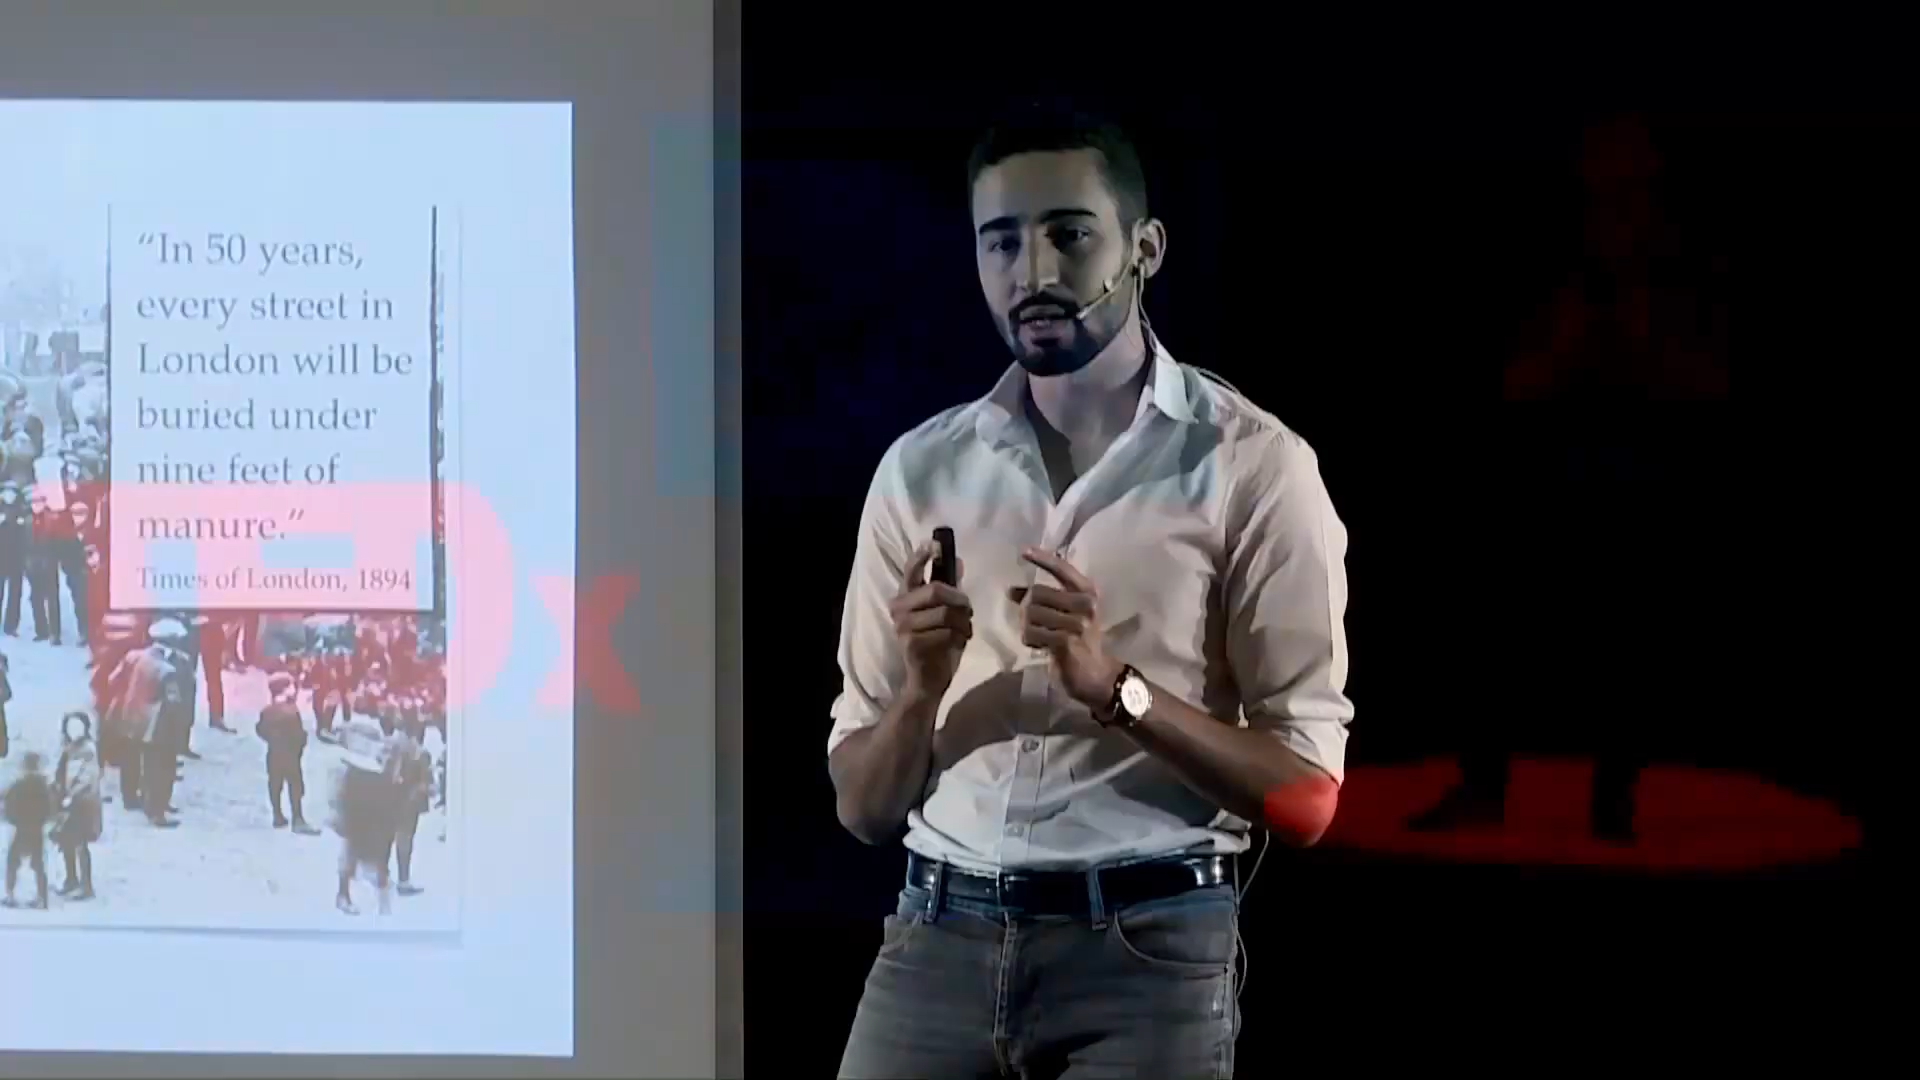 “In 50 years,
every street in
London will be
buried under
nine feet of
manure.”
Times of London, 1894
TEDx